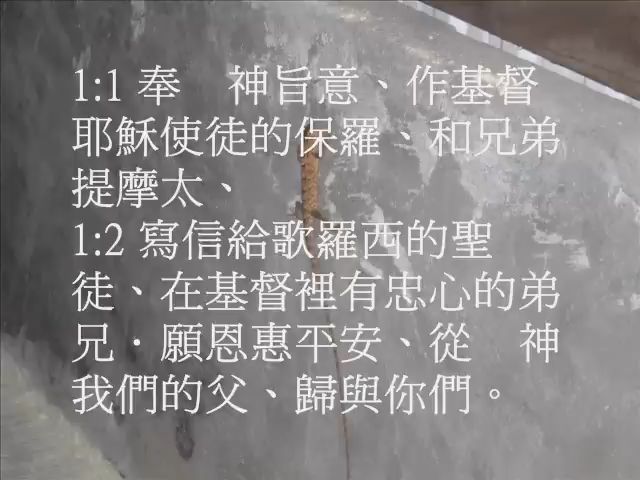 1:1 奉　神旨意、作基督
耶穌使徒的保羅、和兄弟
提摩太、
1:2 寫信給歌羅西的聖
徒、在基督裡有忠心的弟
兄．願恩惠平安、從　神
我們的父、歸與你們。